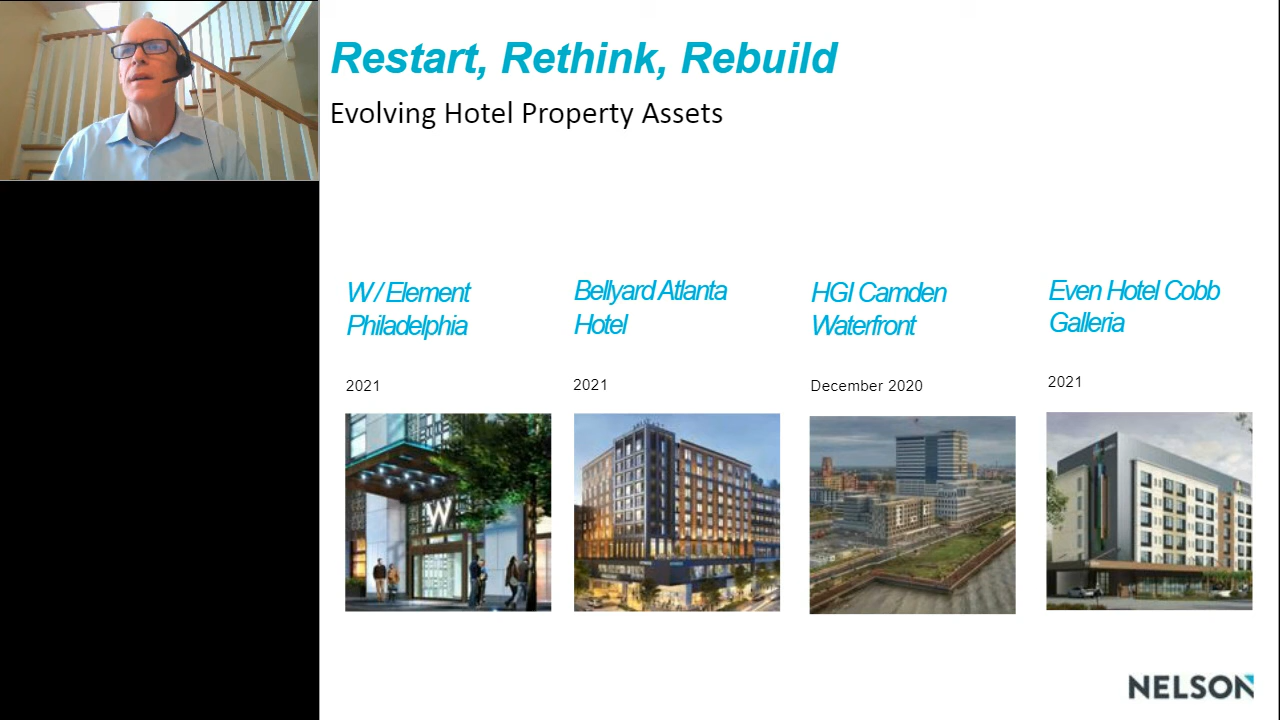 Restart, Rethink, Rebuild
Evolving Hotel Property Assets
W / Element
Philadelphia
2021
Bellyard Atlanta
Hotel
2021
HGI Camden
Waterfront
December 2020
Even Hotel Cobb
Galleria
2021
W
NELSON